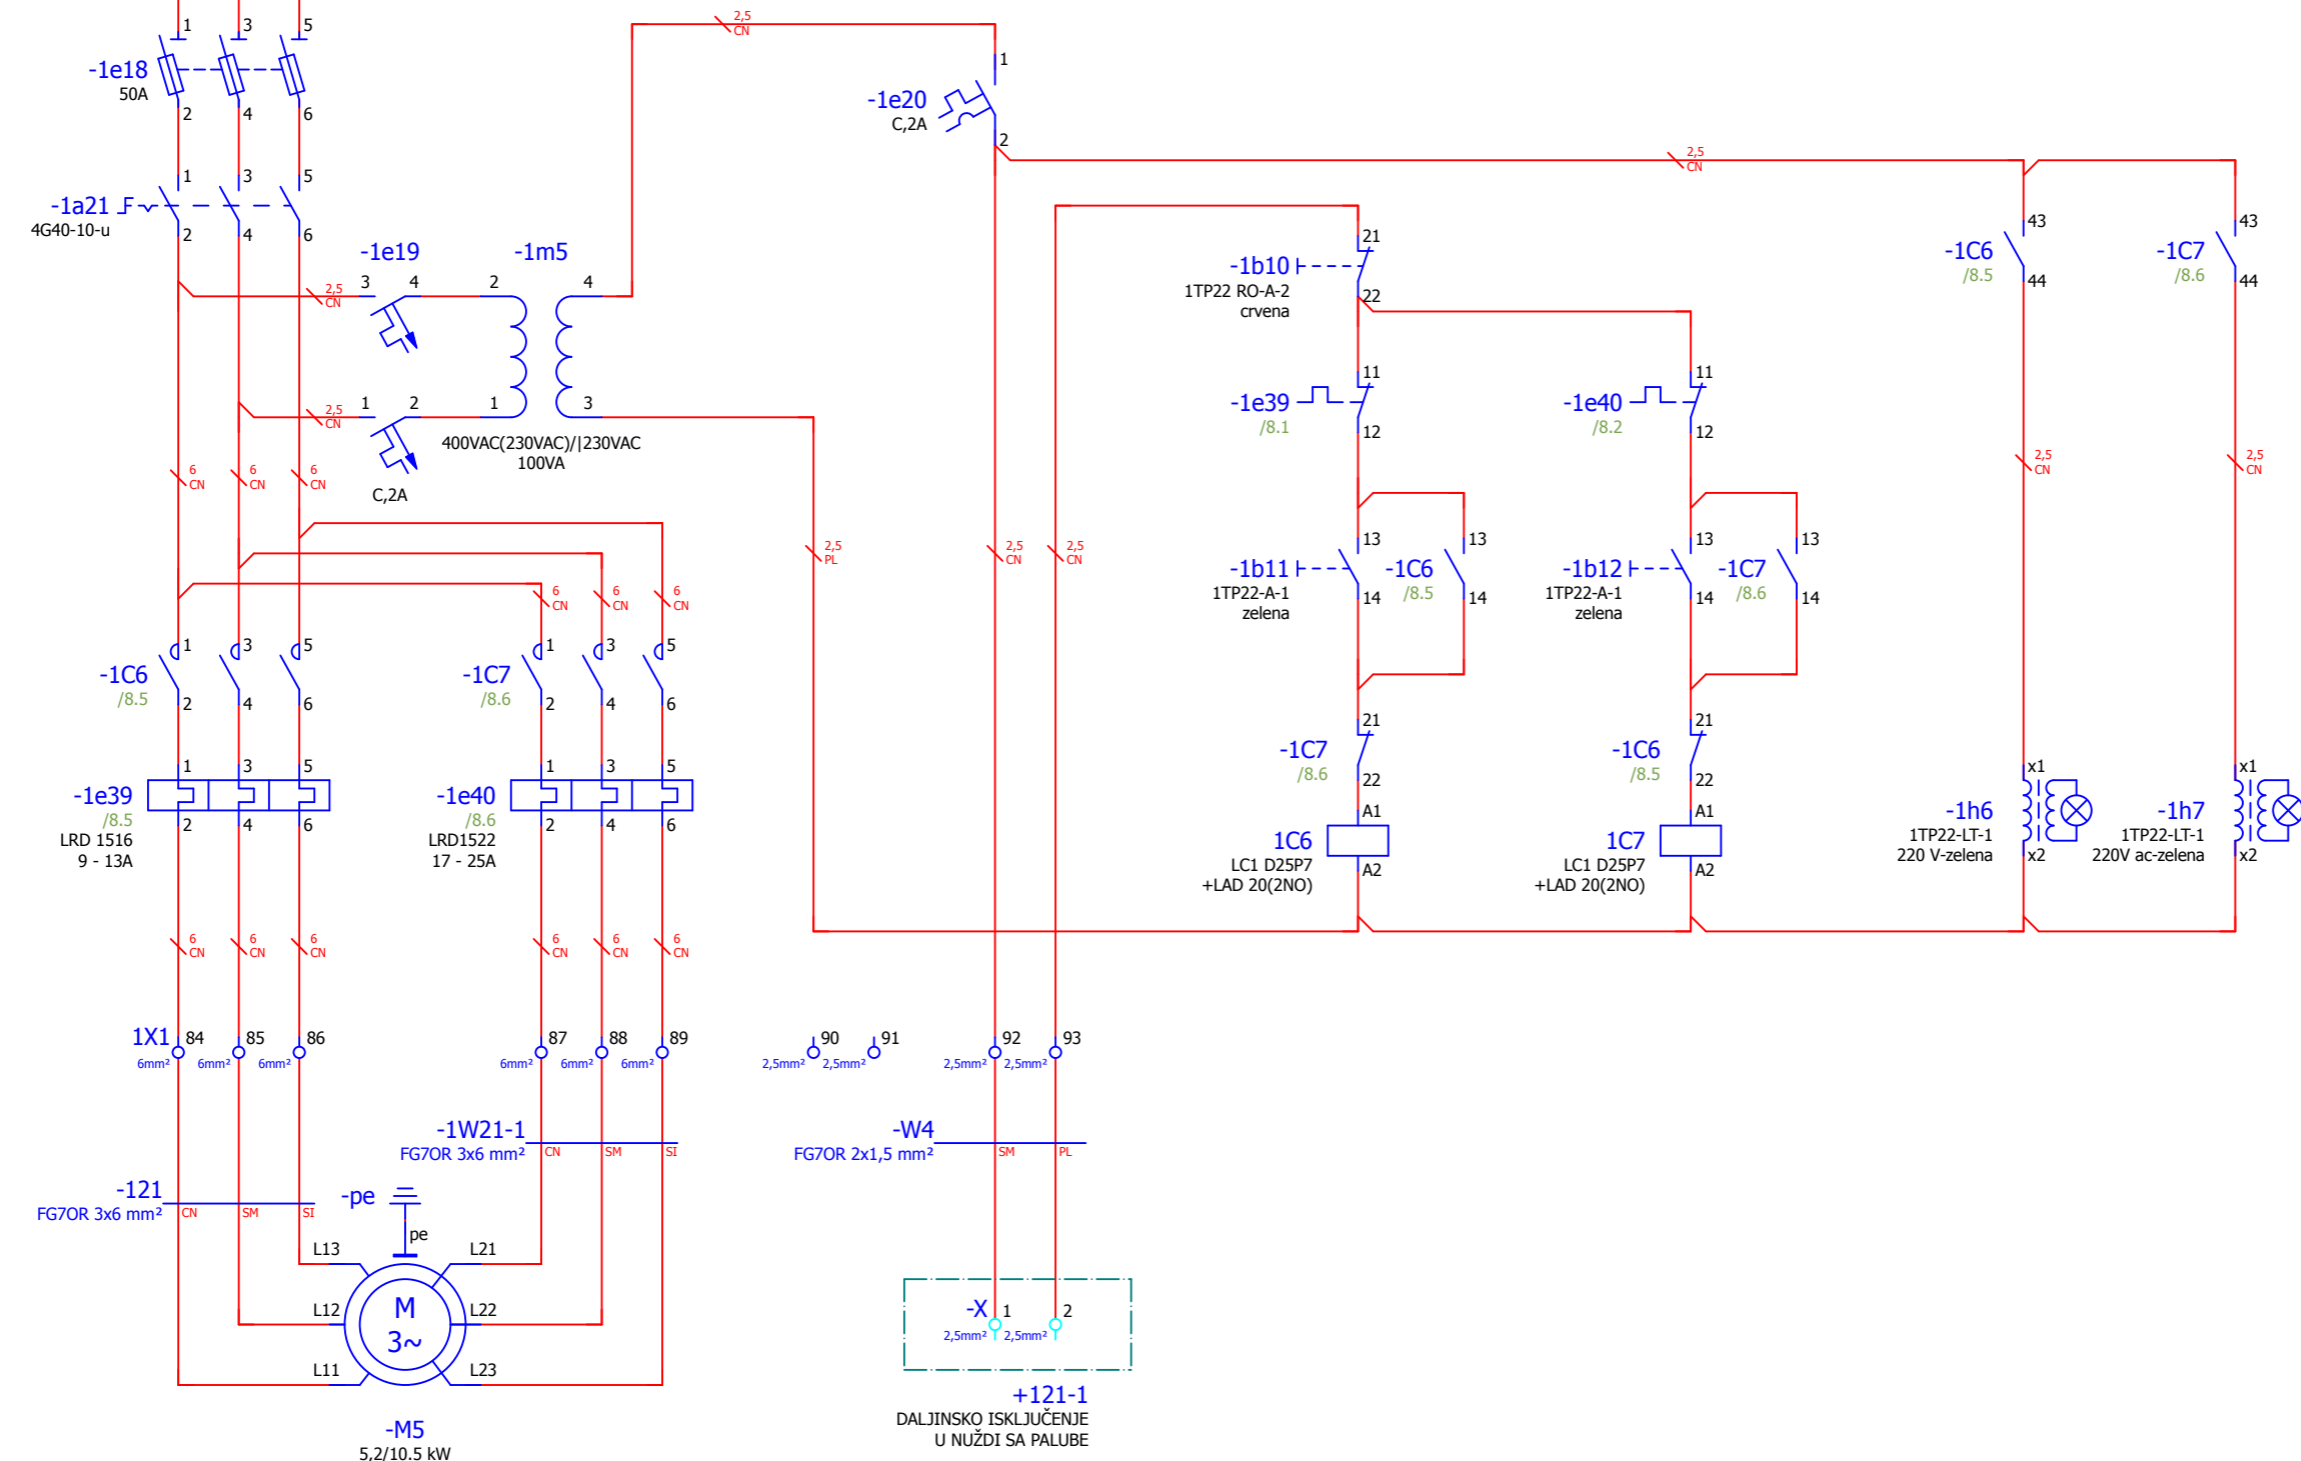 1 3 5
-1e18
50A
2 4 6
1 3 5
-1a21
4G40-10-u
2 4 6
2,5
CN
1
-1e20
C,2A
2
2,5
CN
-1e19
3 4
2,5
CN
1 2
2,5
CN
C,2A
-1m5
2 4
1 3
400VAC(230VAC)/|230VAC
100VA
6 6 6
CN CN CN
6 6 6
CN CN CN
1 3 5
-1C6
/8.5
2 4 6
1 3 5
-1C7
/8.6
2 4 6
1 3 5
-1e39
/8.5
LRD 1516
9 - 13A
2 4 6
1 3 5
-1e40
/8.6
LRD1522
17 - 25A
2 4 6
6 6 6
CN CN CN
6 6 6
CN CN CN
2,5
PL
2,5
CN
2,5
CN
21
-1b10
1TP22 RO-A-2
crvena
22
11
-1e39
/8.1
12
11
-1e40
/8.2
12
13
-1b11
1TP22-A-1
zelena
14
13
-1C6
/8.5
14
13
-1b12
1TP22-A-1
zelena
14
13
-1C7
/8.6
14
21
-1C7
/8.6
22
21
-1C6
/8.5
22
A1
1C6
LC1 D25P7
+LAD 20(2NO)
A2
A1
1C7
LC1 D25P7
+LAD 20(2NO)
A2
43
-1C6
/8.5
44
43
-1C7
/8.6
44
2,5
CN
2,5
CN
x1
-1h6
1TP22-LT-1
220 V-zelena
x2
x1
-1h7
1TP22-LT-1
220V ac-zelena
x2
1X1 84 85 86 87 88 89 90 91 92 93
6mm² 6mm² 6mm² 6mm² 6mm² 6mm² 2,5mm² 2,5mm² 2,5mm² 2,5mm²
-1W21-1
FG7OR 3x6 mm²
CN SM SI
-W4
FG7OR 2x1,5 mm²
SM PL
-121
FG7OR 3x6 mm²
CN SM SI
-pe
pe
L13 L21
L12 L22
L11 L23
M
3~
-M5
5,2/10.5 kW
-X 1 2
2,5mm² 2,5mm²
+121-1
DALJINSKO ISKLJUČENJE
U NUŽDI SA PALUBE